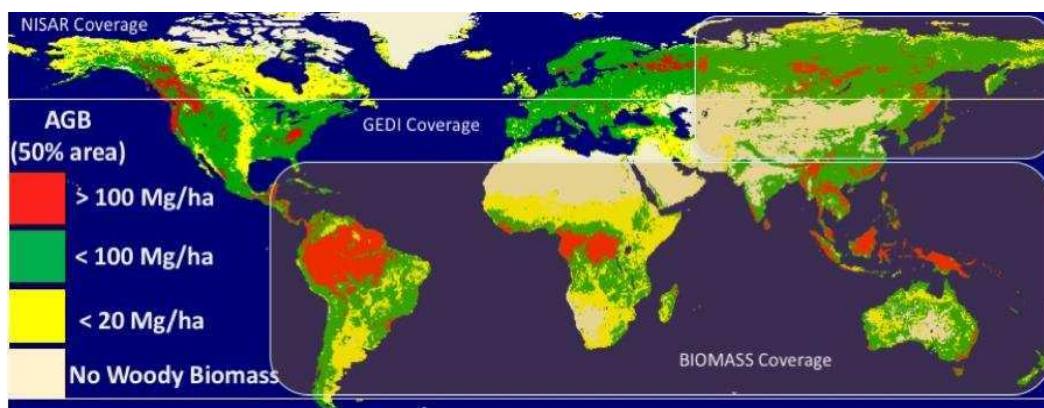 NISAR Coverage
GEDI Coverage
AGB
(50% area)
> 100 Mg/ha
< 100 Mg/ha
< 20 Mg/ha
No Woody Biomass
BIOMASS Coverage